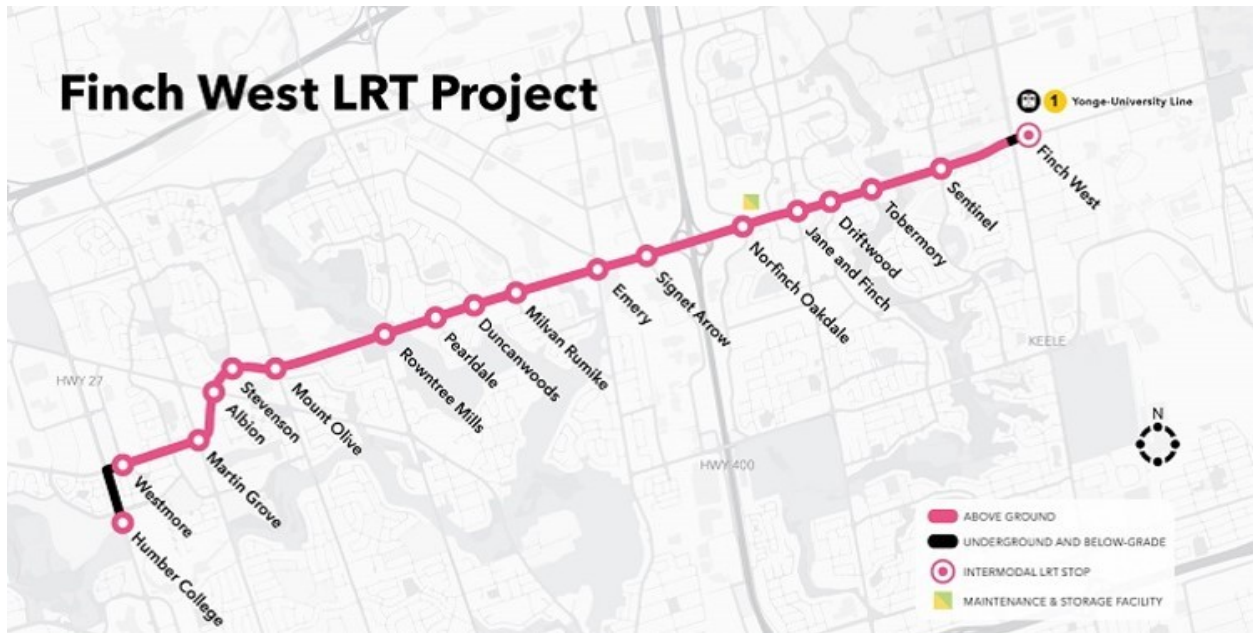 Finch West LRT Project
1 Yonge-University Line
Finch West
Sentinel
Tobermory
Driftwood
Jane and Finch
Norfinch Oakdale
Signet Arrow
Emery
Milvan Rumike
Duncanwoods
Pearldale
Rowntree Mills
Mount Olive
Stevenson
Albion
Martin Grove
Westmore
Humber College
HWY 27
HWY 400
KEELE
N
ABOVE GROUND
UNDERGROUND AND BELOW-GRADE
INTERMODAL LRT STOP
MAINTENANCE & STORAGE FACILITY